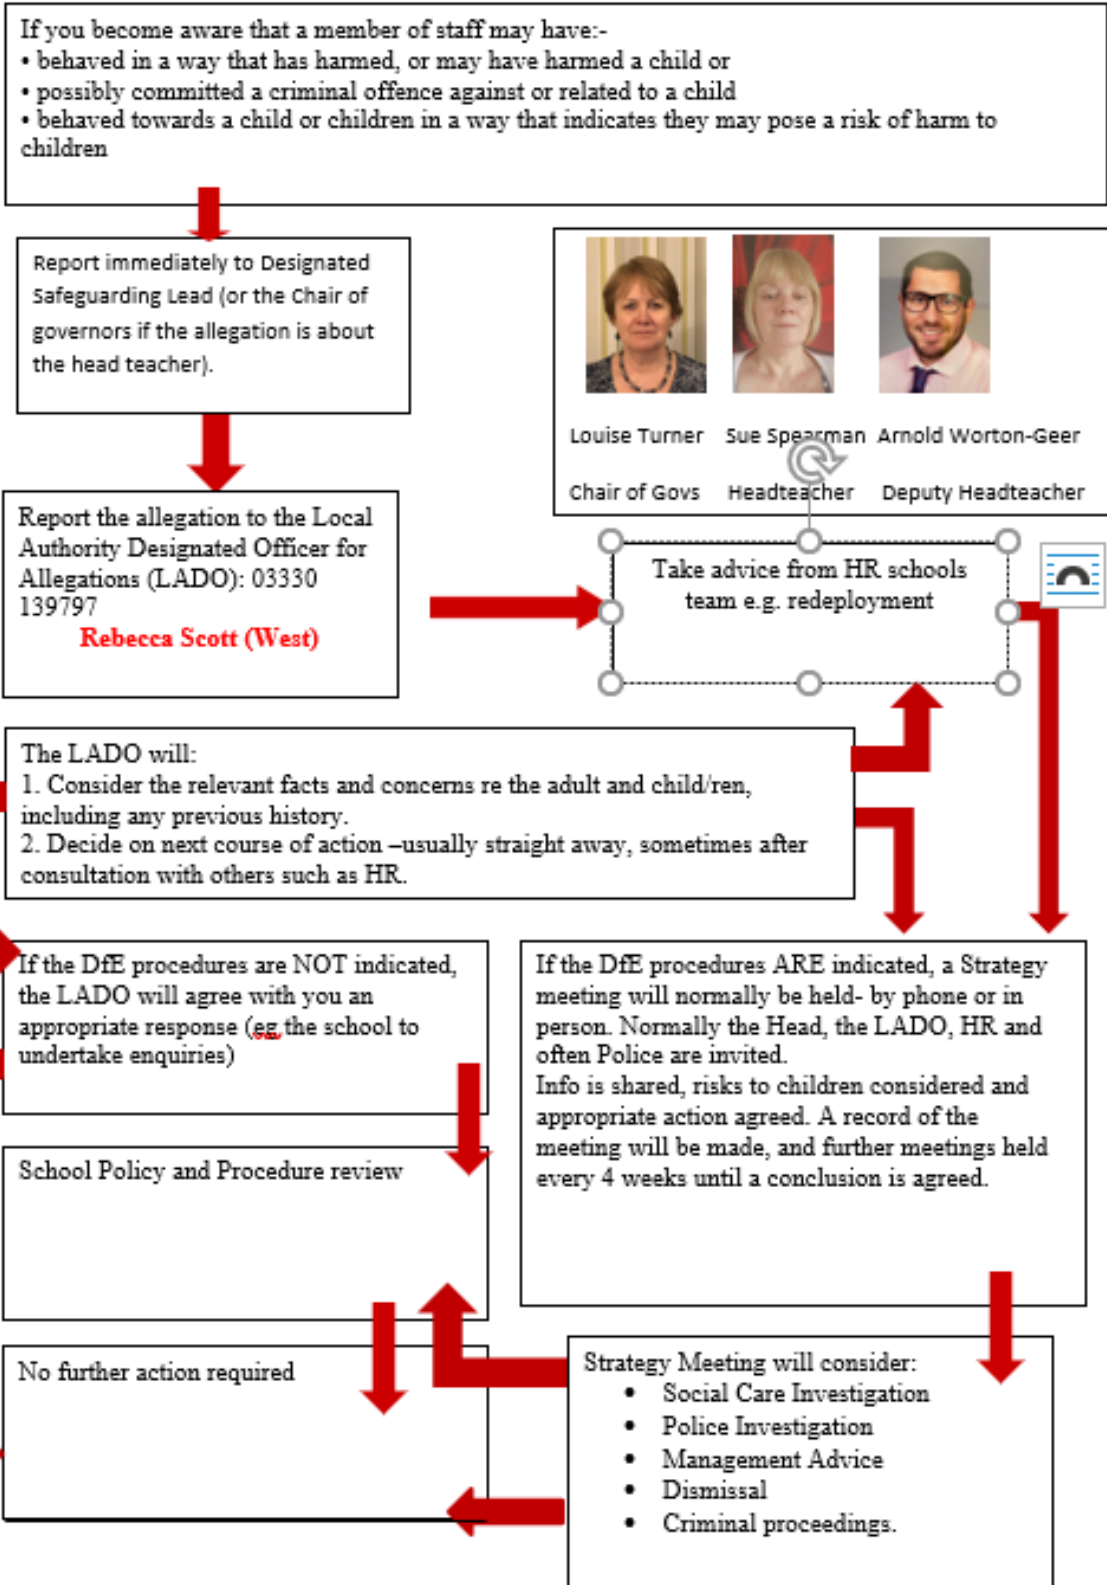 If you become aware that a member of staff may have:-
• behaved in a way that has harmed, or may have harmed a child or
• possibly committed a criminal offence against or related to a child
• behaved towards a child or children in a way that indicates they may pose a risk of harm to
children
Report immediately to Designated
Safeguarding Lead (or the Chair of
governors if the allegation is about
the head teacher).
Louise Turner Sue Spearman Arnold Worton-Geer
Chair of Govs Headteacher Deputy Headteacher
Report the allegation to the Local
Authority Designated Officer for
Allegations (LADO): 03330
139797
Rebecca Scott (West)
Take advice from HR schools
team e.g. redeployment
The LADO will:
1. Consider the relevant facts and concerns re the adult and child/ren,
including any previous history.
2. Decide on next course of action –usually straight away, sometimes after
consultation with others such as HR.
If the DfE procedures are NOT indicated,
the LADO will agree with you an
appropriate response (eg the school to
undertake enquiries)
If the DfE procedures ARE indicated, a Strategy
meeting will normally be held- by phone or in
person. Normally the Head, the LADO, HR and
often Police are invited.
Info is shared, risks to children considered and
appropriate action agreed. A record of the
meeting will be made, and further meetings held
every 4 weeks until a conclusion is agreed.
School Policy and Procedure review
No further action required
Strategy Meeting will consider:
• Social Care Investigation
• Police Investigation
• Management Advice
• Dismissal
• Criminal proceedings.